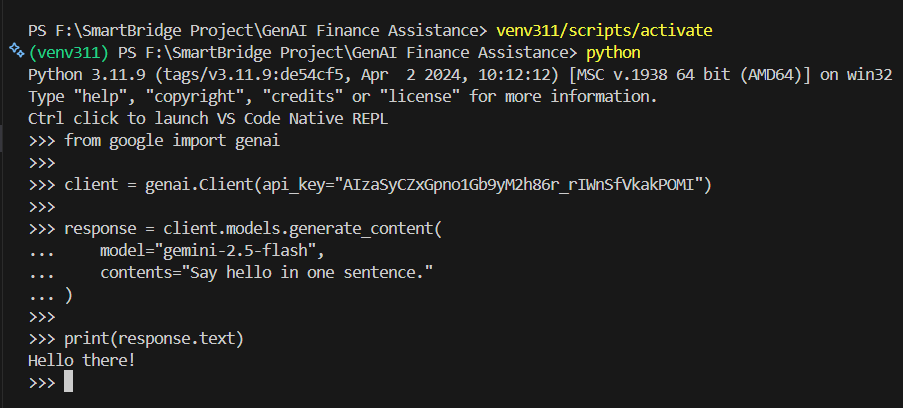 PS F:\SmartBridge Project\GenAI Finance Assistance> venv311/scripts/activate
(venv311) PS F:\SmartBridge Project\GenAI Finance Assistance> python
Python 3.11.9 (tags/v3.11.9:de54cf5, Apr  2 2024, 10:12:12) [MSC v.1938 64 bit (AMD64)] on win32
Type "help", "copyright", "credits" or "license" for more information.
Ctrl click to launch VS Code Native REPL
>>> from google import genai
>>>
>>> client = genai.Client(api_key="AIzaSyCZxGpno1Gb9yM2h86r_rIWnSfVkakPOMI")
>>>
>>> response = client.models.generate_content(
...     model="gemini-2.5-flash",
...     contents="Say hello in one sentence."
... )
>>>
>>> print(response.text)
Hello there!
>>>